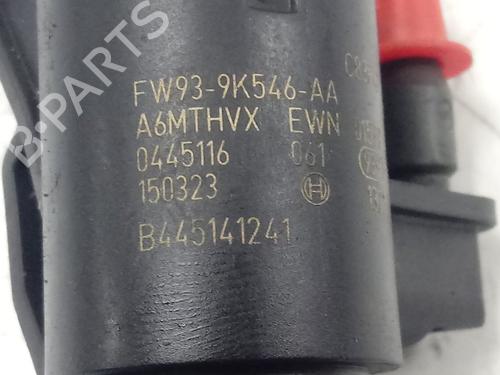 FW93-9K546-AA
A6MTHVX EWN
0445116 061
150323
B445141241
B-PARTS